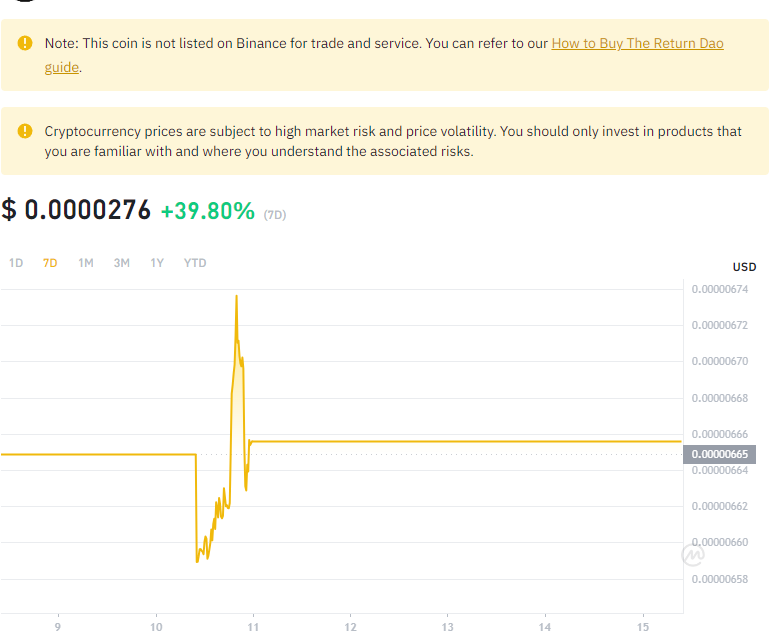 Note: This coin is not listed on Binance for trade and service. You can refer to our How to Buy The Return Dao
guide.
Cryptocurrency prices are subject to high market risk and price volatility. You should only invest in products that
you are familiar with and where you understand the associated risks.
$ 0.0000276 +39.80% (7D)
1D 7D 1M 3M 1Y YTD
USD
0.00000674
0.00000672
0.00000670
0.00000668
0.00000666
0.00000665
0.00000664
0.00000662
0.00000660
0.00000658
9 10 11 12 13 14 15